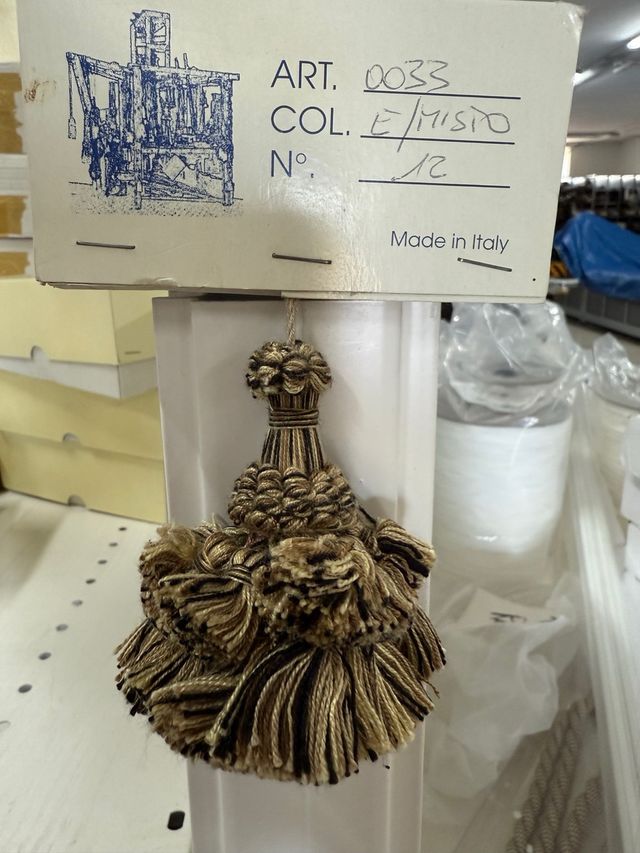 ART. 0033
COL. E/MISTO
N°. 12
Made in Italy